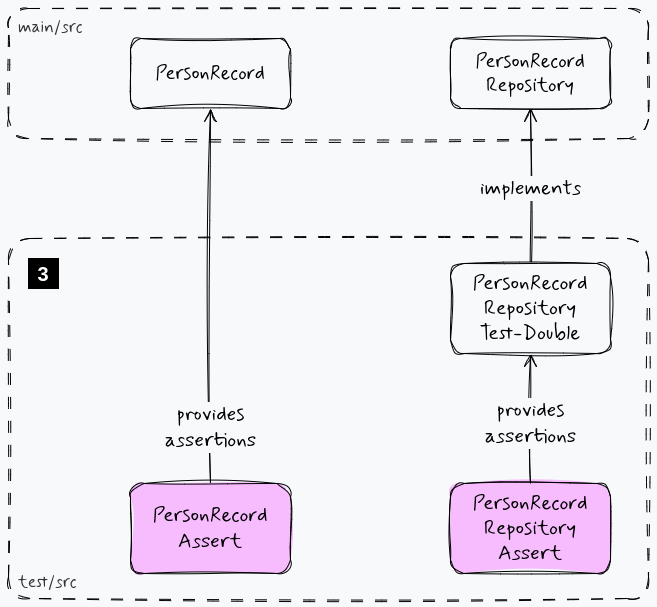 main/src
PersonRecord
PersonRecord
Repository
implements
3
PersonRecord
Repository
Test-Double
provides
assertions
provides
assertions
PersonRecord
Assert
PersonRecord
Repository
Assert
test/src